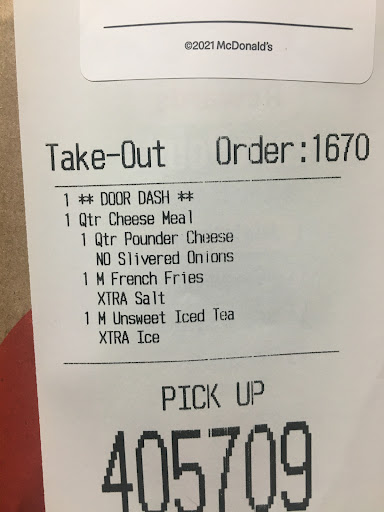 ©2021 McDonald's
Take-Out Order:1670
1 ** DOOR DASH **
1 Qtr Cheese Meal
1 Qtr Pounder Cheese
NO Slivered Onions
1 M French Fries
XTRA Salt
1 M Unsweet Iced Tea
XTRA Ice
PICK UP
405709